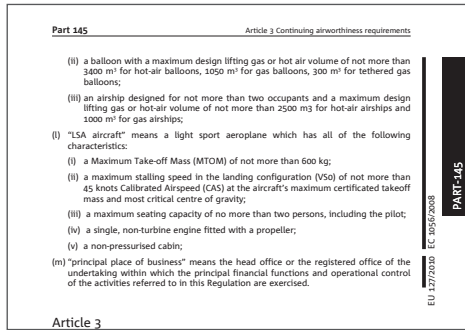 Part 145
Article 3 Continuing airworthiness requirements
(ii) a balloon with a maximum design lifting gas or hot air volume of not more than
3400 m³ for hot-air balloons, 1050 m³ for gas balloons, 300 m³ for tethered gas
balloons;
(iii) an airship designed for not more than two occupants and a maximum design
lifting gas or hot-air volume of not more than 2500 m3 for hot-air airships and
1000 m³ for gas airships;
(l) “LSA aircraft” means a light sport aeroplane which has all of the following
characteristics:
(i) a Maximum Take-off Mass (MTOM) of not more than 600 kg;
(ii) a maximum stalling speed in the landing configuration (VS0) of not more than
45 knots Calibrated Airspeed (CAS) at the aircraft’s maximum certificated takeoff
mass and most critical centre of gravity;
(iii) a maximum seating capacity of no more than two persons, including the pilot;
(iv) a single, non-turbine engine fitted with a propeller;
(v) a non-pressurised cabin;
(m) “principal place of business” means the head office or the registered office of the
undertaking within which the principal financial functions and operational control
of the activities referred to in this Regulation are exercised.
Article 3
EU 127/2010 EC 1056/2008
PART-145